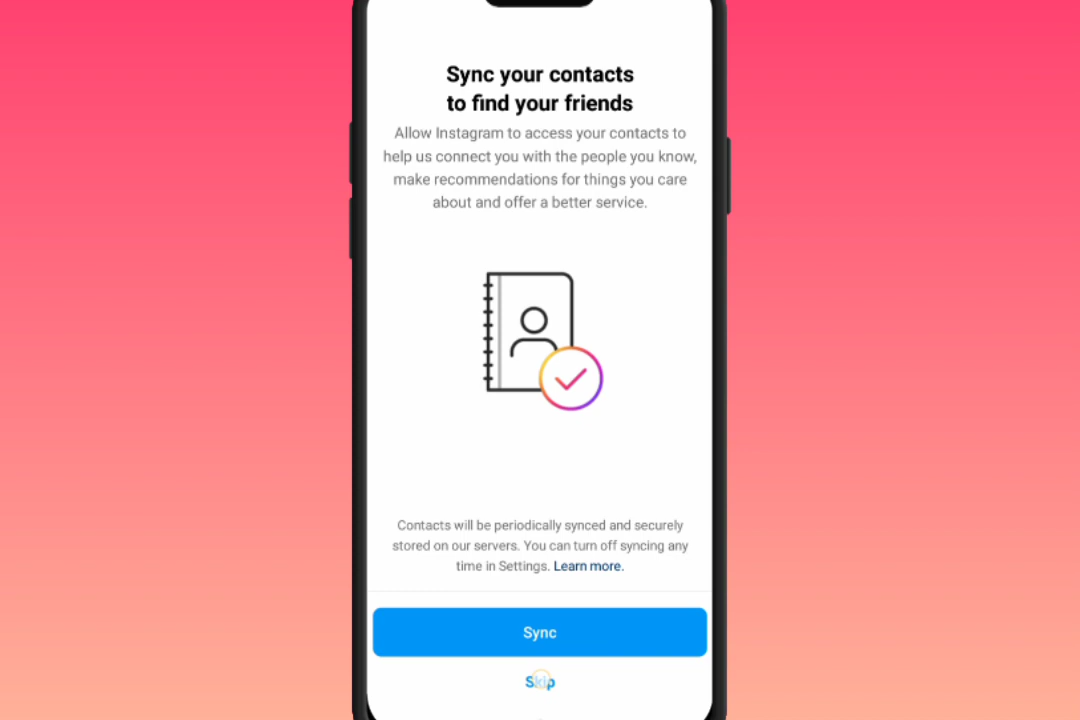 Sync your contacts
to find your friends
Allow Instagram to access your contacts to
help us connect you with the people you know,
make recommendations for things you care
about and offer a better service.
Contacts will be periodically synced and securely
stored on our servers. You can turn off syncing any
time in Settings. Learn more.
Sync
Skip